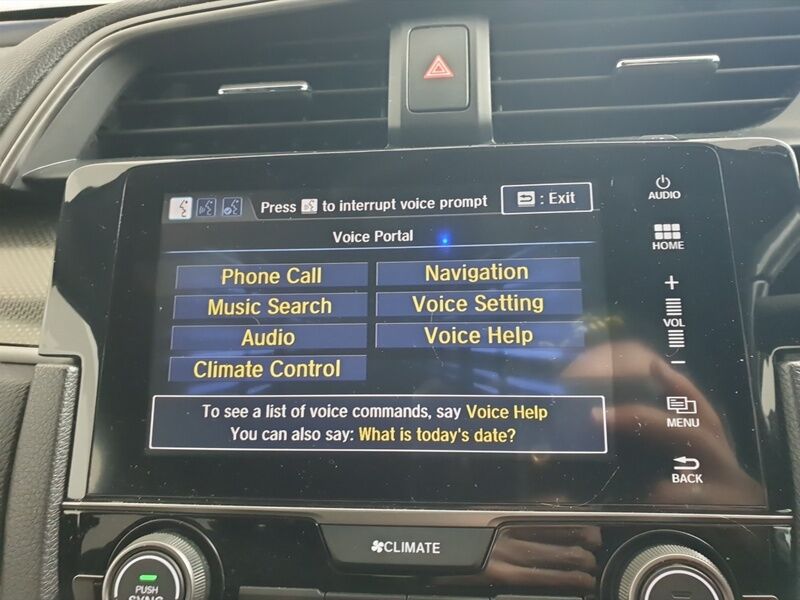 Press to interrupt voice prompt
: Exit
Voice Portal
Phone Call
Navigation
Music Search
Voice Setting
Audio
Voice Help
Climate Control
To see a list of voice commands, say Voice Help
You can also say: What is today's date?
AUDIO
HOME
+
VOL
−
MENU
BACK
CLIMATE
PUSH
SYNC